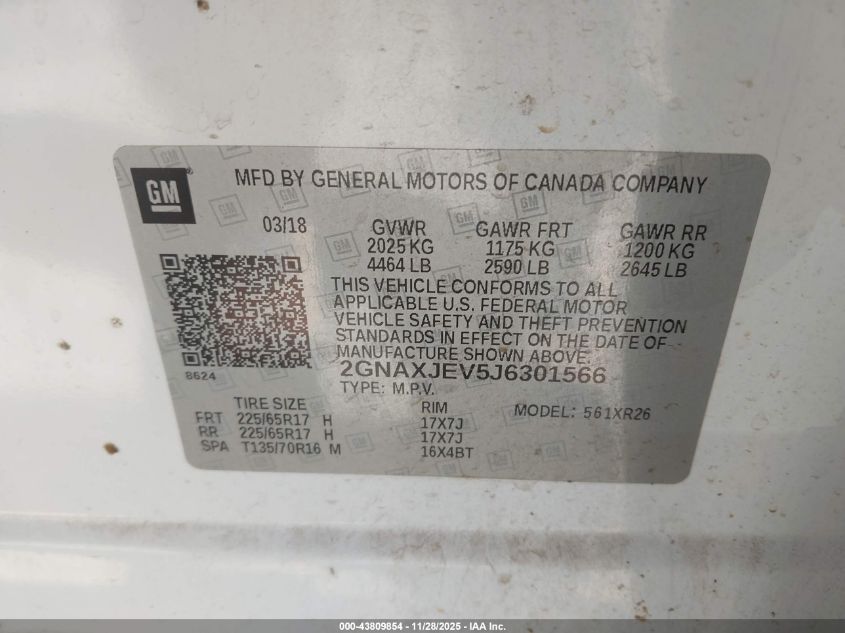 GM
MFD BY GENERAL MOTORS OF CANADA COMPANY
03/18 GVWR GAWR FRT GAWR RR
2025 KG 1175 KG 1200 KG
4464 LB 2590 LB 2645 LB
THIS VEHICLE CONFORMS TO ALL
APPLICABLE U.S. FEDERAL MOTOR
VEHICLE SAFETY AND THEFT PREVENTION
STANDARDS IN EFFECT ON THE DATE OF
MANUFACTURE SHOWN ABOVE.
8624 2GNAXJEV5J6301566
TYPE: M.P.V.
TIRE SIZE RIM MODEL: 561XR26
FRT 225/65R17 H 17X7J
RR 225/65R17 H 17X7J
SPA T135/70R16 M 16X4BT
000-43809854 - 11/28/2025 - IAA Inc.